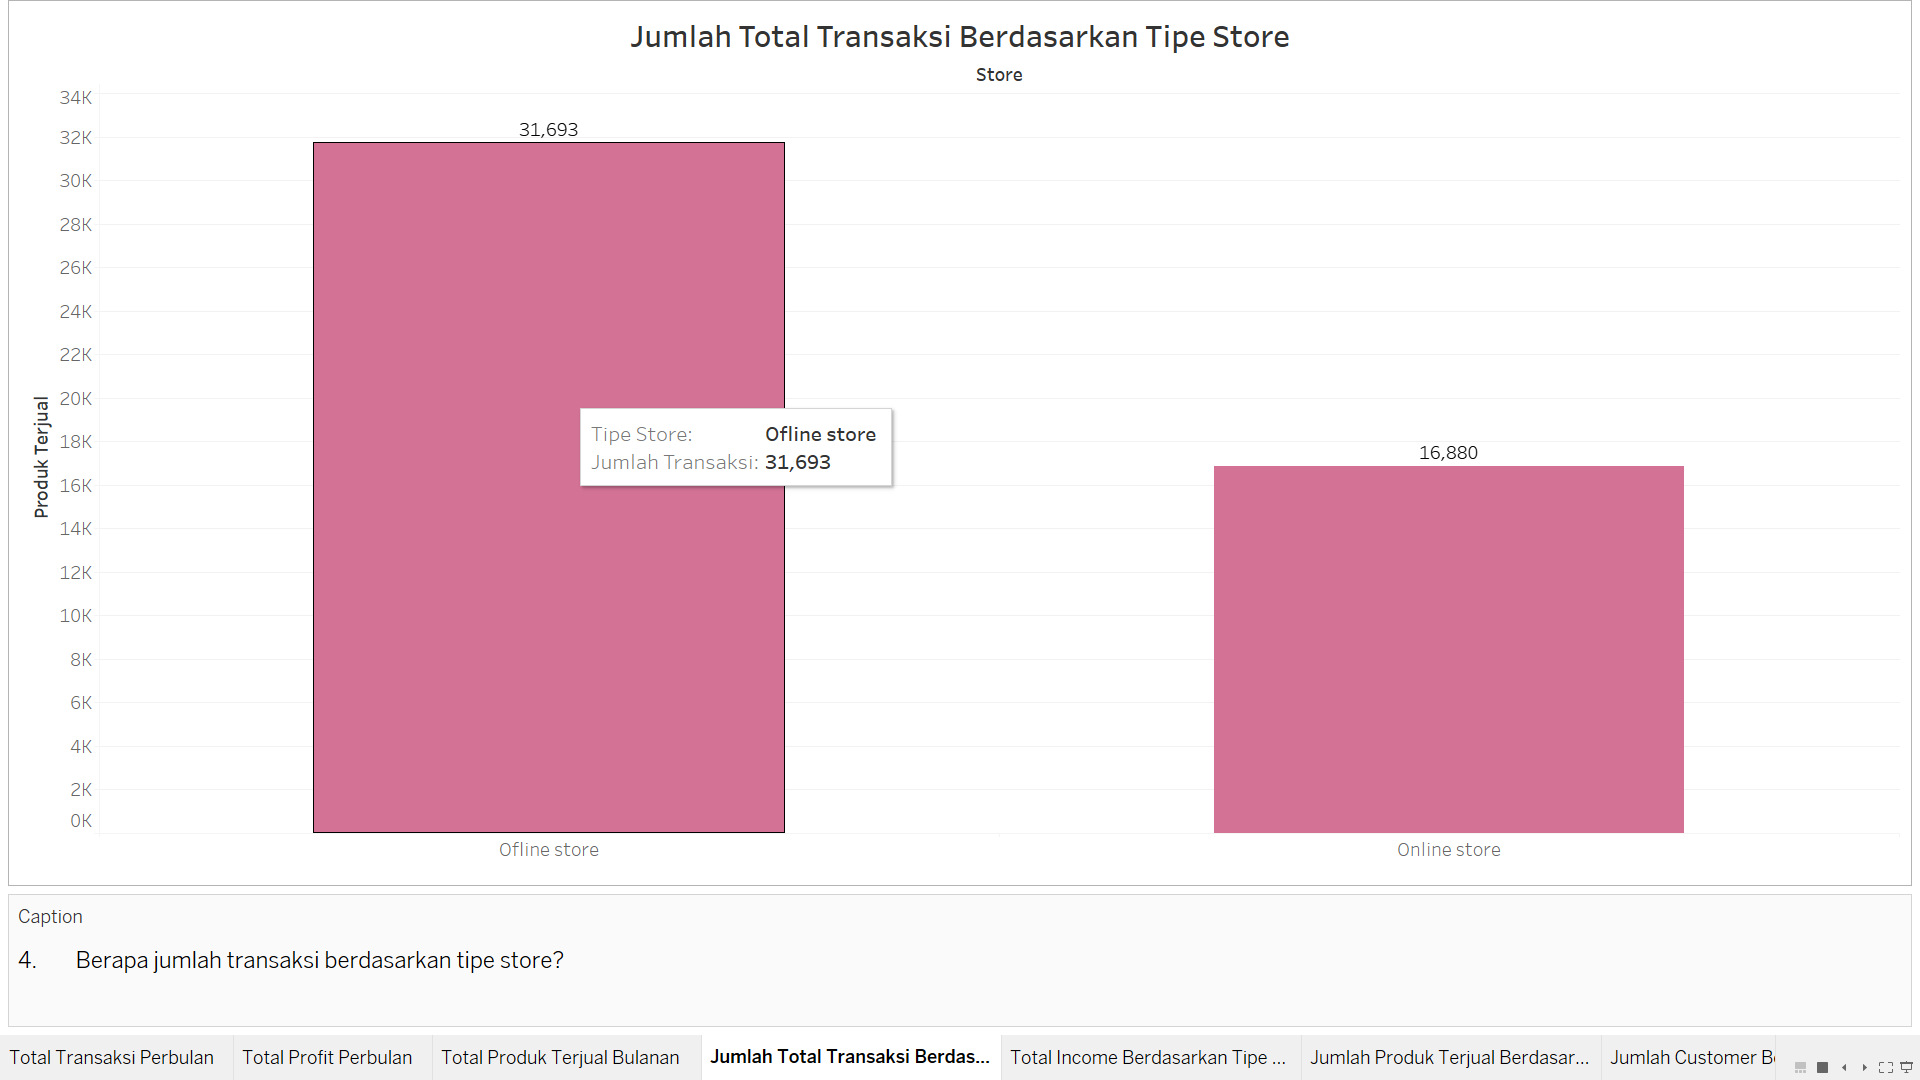 Jumlah Total Transaksi Berdasarkan Tipe Store
Store
34K
32K
30K
28K
26K
24K
22K
20K
18K
16K
14K
12K
10K
8K
6K
4K
2K
0K
Produk Terjual
31,693
16,880
Tipe Store: Ofline store
Jumlah Transaksi: 31,693
Ofline store
Online store
Caption
4. Berapa jumlah transaksi berdasarkan tipe store?
Total Transaksi Perbulan
Total Profit Perbulan
Total Produk Terjual Bulanan
Jumlah Total Transaksi Berdas...
Total Income Berdasarkan Tipe ...
Jumlah Produk Terjual Berdasar...
Jumlah Customer Be